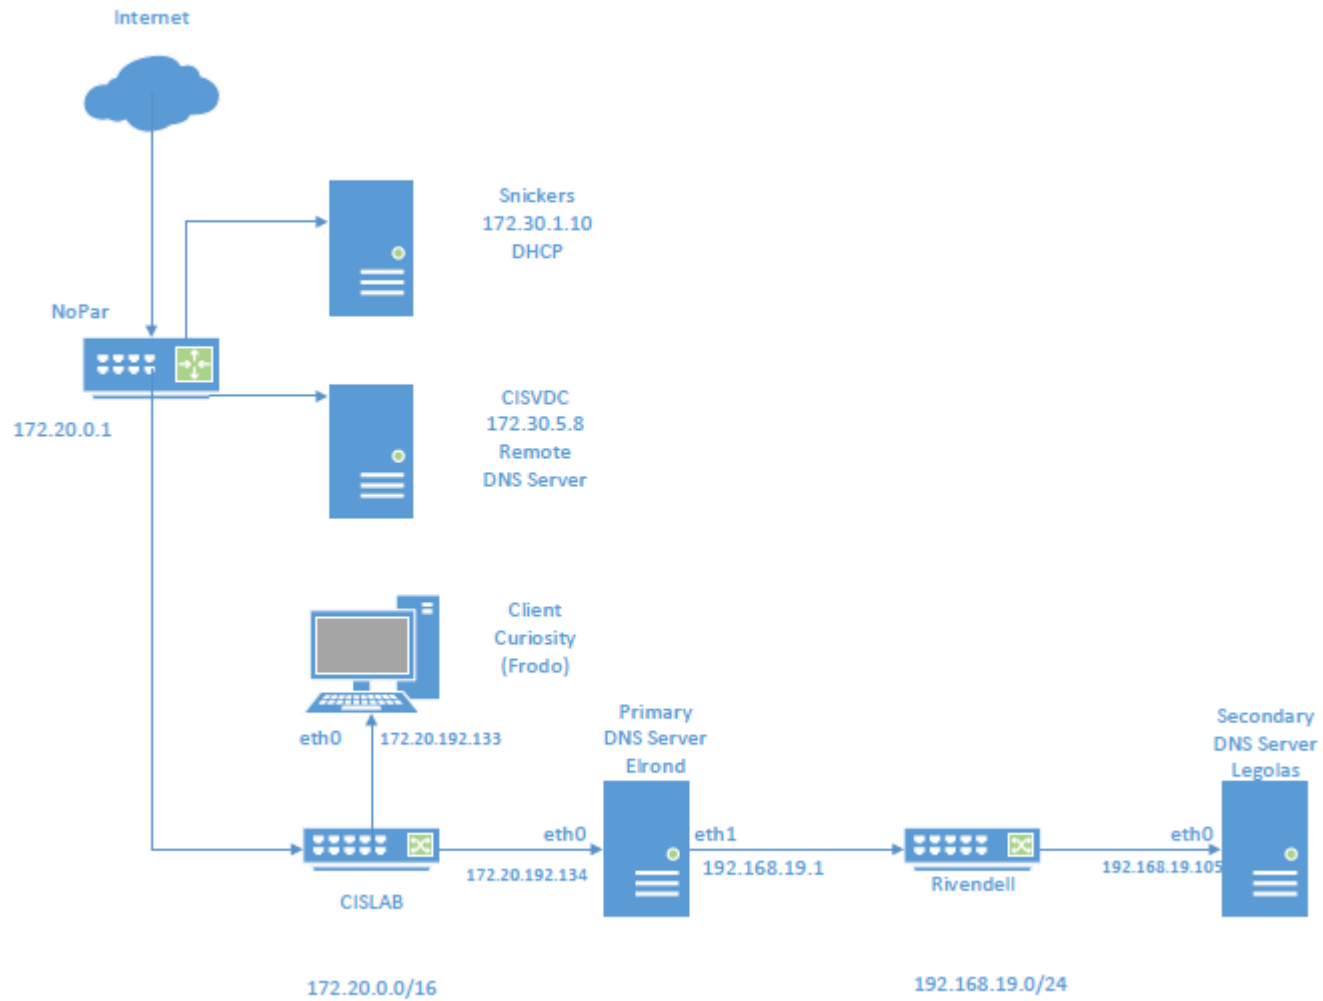 Internet
Snickers
172.30.1.10
DHCP
NoPar
172.20.0.1
CISVDC
172.30.5.8
Remote
DNS Server
Client
Curiosity
(Frodo)
eth0
172.20.192.133
Primary
DNS Server
Elrond
Secondary
DNS Server
Legolas
eth0
172.20.192.134
eth1
192.168.19.1
eth0
192.168.19.105
CISLAB
Rivendell
172.20.0.0/16
192.168.19.0/24